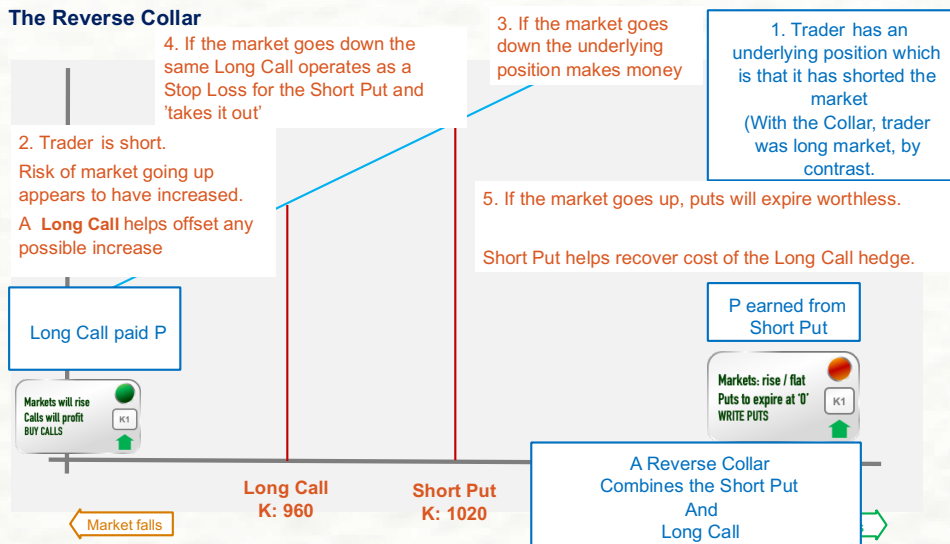 The Reverse Collar
4. If the market goes down the
same Long Call operates as a
Stop Loss for the Short Put and
'takes it out'
3. If the market goes
down the underlying
position makes money
1. Trader has an
underlying position which
is that it has shorted the
market
(With the Collar, trader
was long market, by
contrast.
2. Trader is short.
Risk of market going up
appears to have increased.
A Long Call helps offset any
possible increase
5. If the market goes up, puts will expire worthless.
Short Put helps recover cost of the Long Call hedge.
Long Call paid P
P earned from
Short Put
Markets will rise
Calls will profit
BUY CALLS
K1
Markets: rise / flat
Puts to expire at '0'
WRITE PUTS
K1
Long Call
K: 960
Short Put
K: 1020
A Reverse Collar
Combines the Short Put
And
Long Call
Market falls